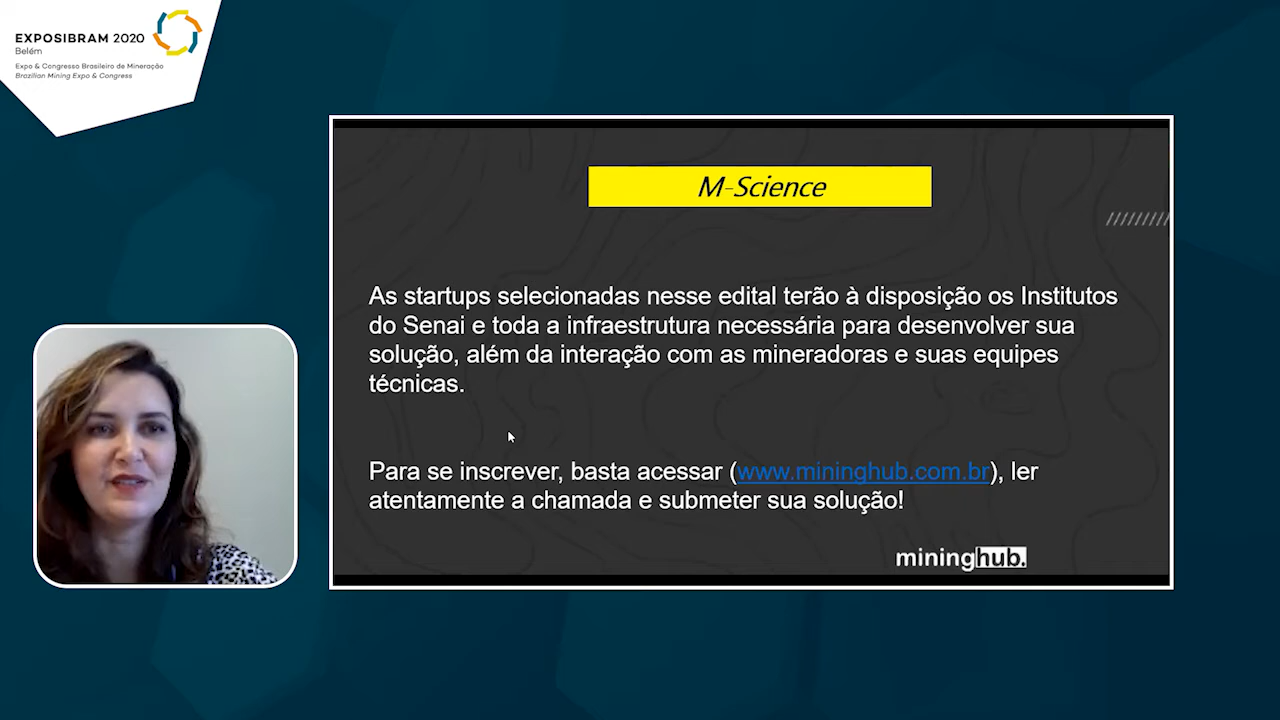 EXPOSIBRAM 2020
Belém
Expo & Congresso Brasileiro de Mineração
Brazilian Mining Expo & Congress
M-Science
As startups selecionadas nesse edital terão à disposição os Institutos
do Senai e toda a infraestrutura necessária para desenvolver sua
solução, além da interação com as mineradoras e suas equipes
técnicas.
Para se inscrever, basta acessar (www.mininghub.com.br), ler
atentamente a chamada e submeter sua solução!
mininghub.